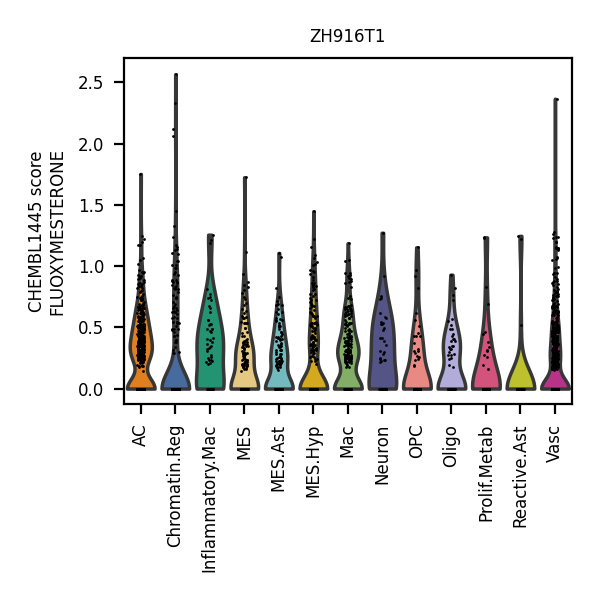 ZH916T1
CHEMBL1445 score
FLUOXYMESTERONE
2.5
2.0
1.5
1.0
0.5
0.0
AC
Chromatin.Reg
Inflammatory.Mac
MES
MES.Ast
MES.Hyp
Mac
Neuron
OPC
Oligo
Prolif.Metab
Reactive.Ast
Vasc